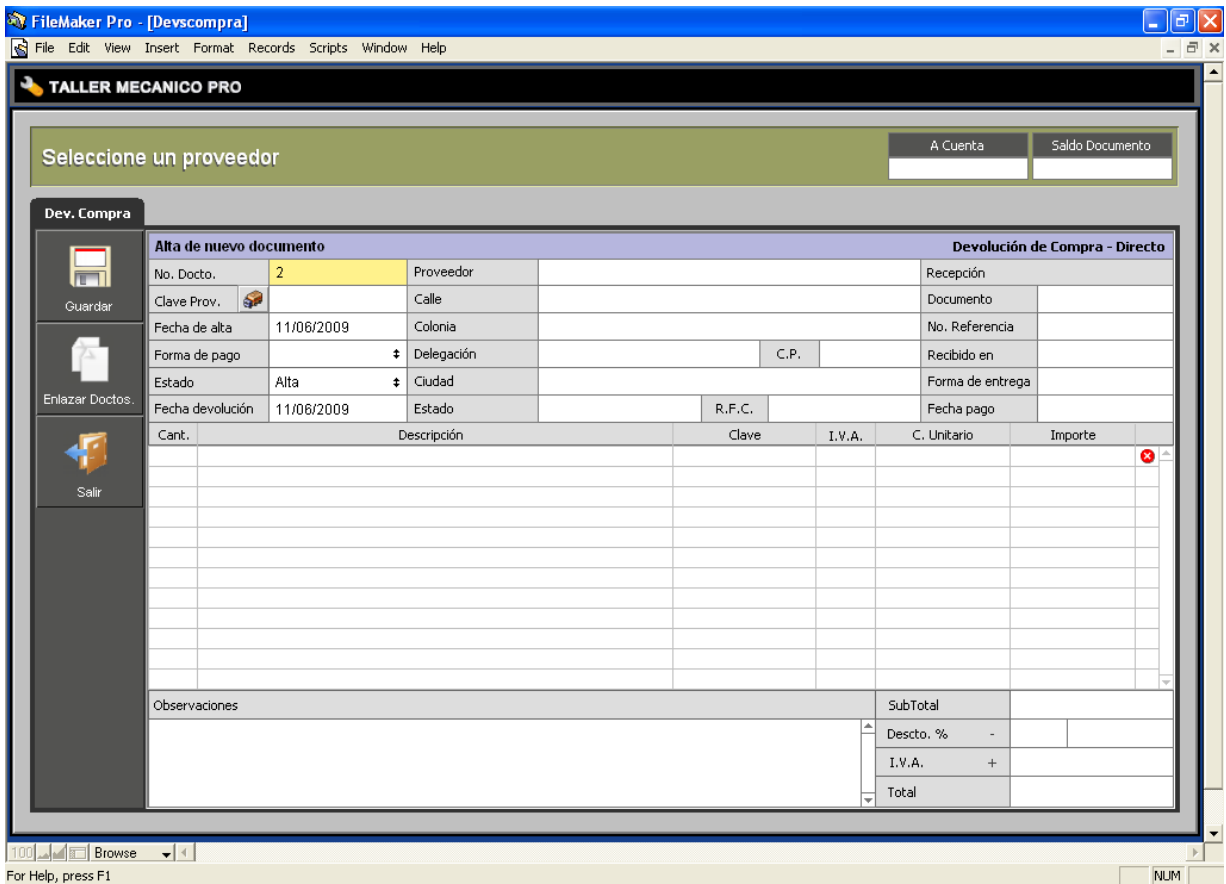 FileMaker Pro - [Devscompra]
File Edit View Insert Format Records Scripts Window Help
TALLER MECANICO PRO
Seleccione un proveedor
A Cuenta Saldo Documento
Dev. Compra
Guardar
Enlazar Doctos.
Salir
Alta de nuevo documento Devolución de Compra - Directo
No. Docto. 2 Proveedor Recepción
Clave Prov. Calle Documento
Fecha de alta 11/06/2009 Colonia No. Referencia
Forma de pago Delegación C.P. Recibido en
Estado Alta Ciudad Forma de entrega
Fecha devolución 11/06/2009 Estado R.F.C. Fecha pago
Cant. Descripción Clave I.V.A. C. Unitario Importe
Observaciones SubTotal
Descto. % -
I.V.A. +
Total
100 Browse
For Help, press F1 NUM